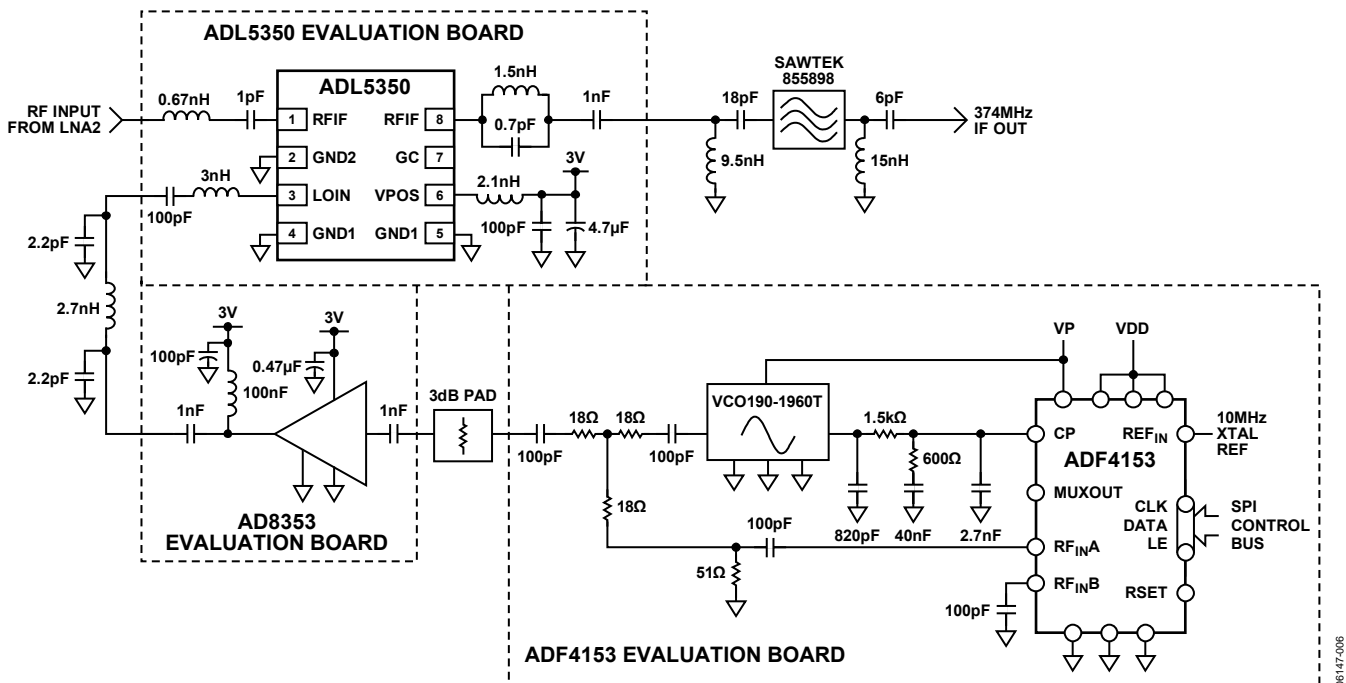 ADL5350 EVALUATION BOARD
ADL5350
RF INPUT
FROM LNA2
0.67nH
1pF
1 RFIF
2 GND2
3 LOIN
4 GND1
RFIF 8
GC 7
VPOS 6
GND1 5
1.5nH
0.7pF
1nF
3V
2.1nH
100pF
4.7µF
3nH
100pF
2.2pF
2.7nH
2.2pF
18pF
SAWTEK
855898
6pF
374MHz
IF OUT
9.5nH
15nH
3V
3V
100pF
0.47µF
100nF
1nF
1nF
AD8353
EVALUATION BOARD
3dB PAD
100pF
18Ω
18Ω
100pF
18Ω
51Ω
100pF
VCO190-1960T
1.5kΩ
600Ω
820pF
40nF
2.7nF
VP
VDD
CP
REFIN
ADF4153
MUXOUT
CLK
DATA
LE
RFINA
RFINB
RSET
10MHz
XTAL
REF
SPI
CONTROL
BUS
100pF
ADF4153 EVALUATION BOARD
06147-006